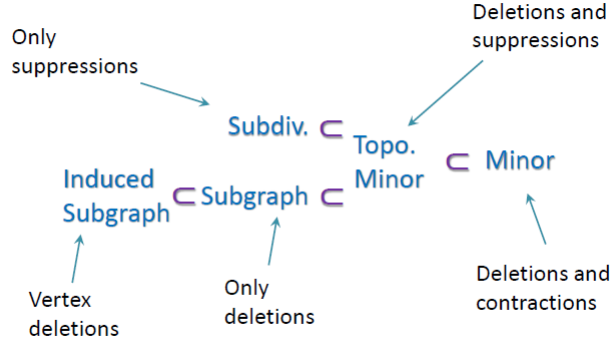 Deletions and
suppressions
Only
suppressions
Subdiv. ⊂
Topo.
Minor
⊂ Minor
Induced
Subgraph
⊂ Subgraph ⊂
Vertex
deletions
Only
deletions
Deletions and
contractions